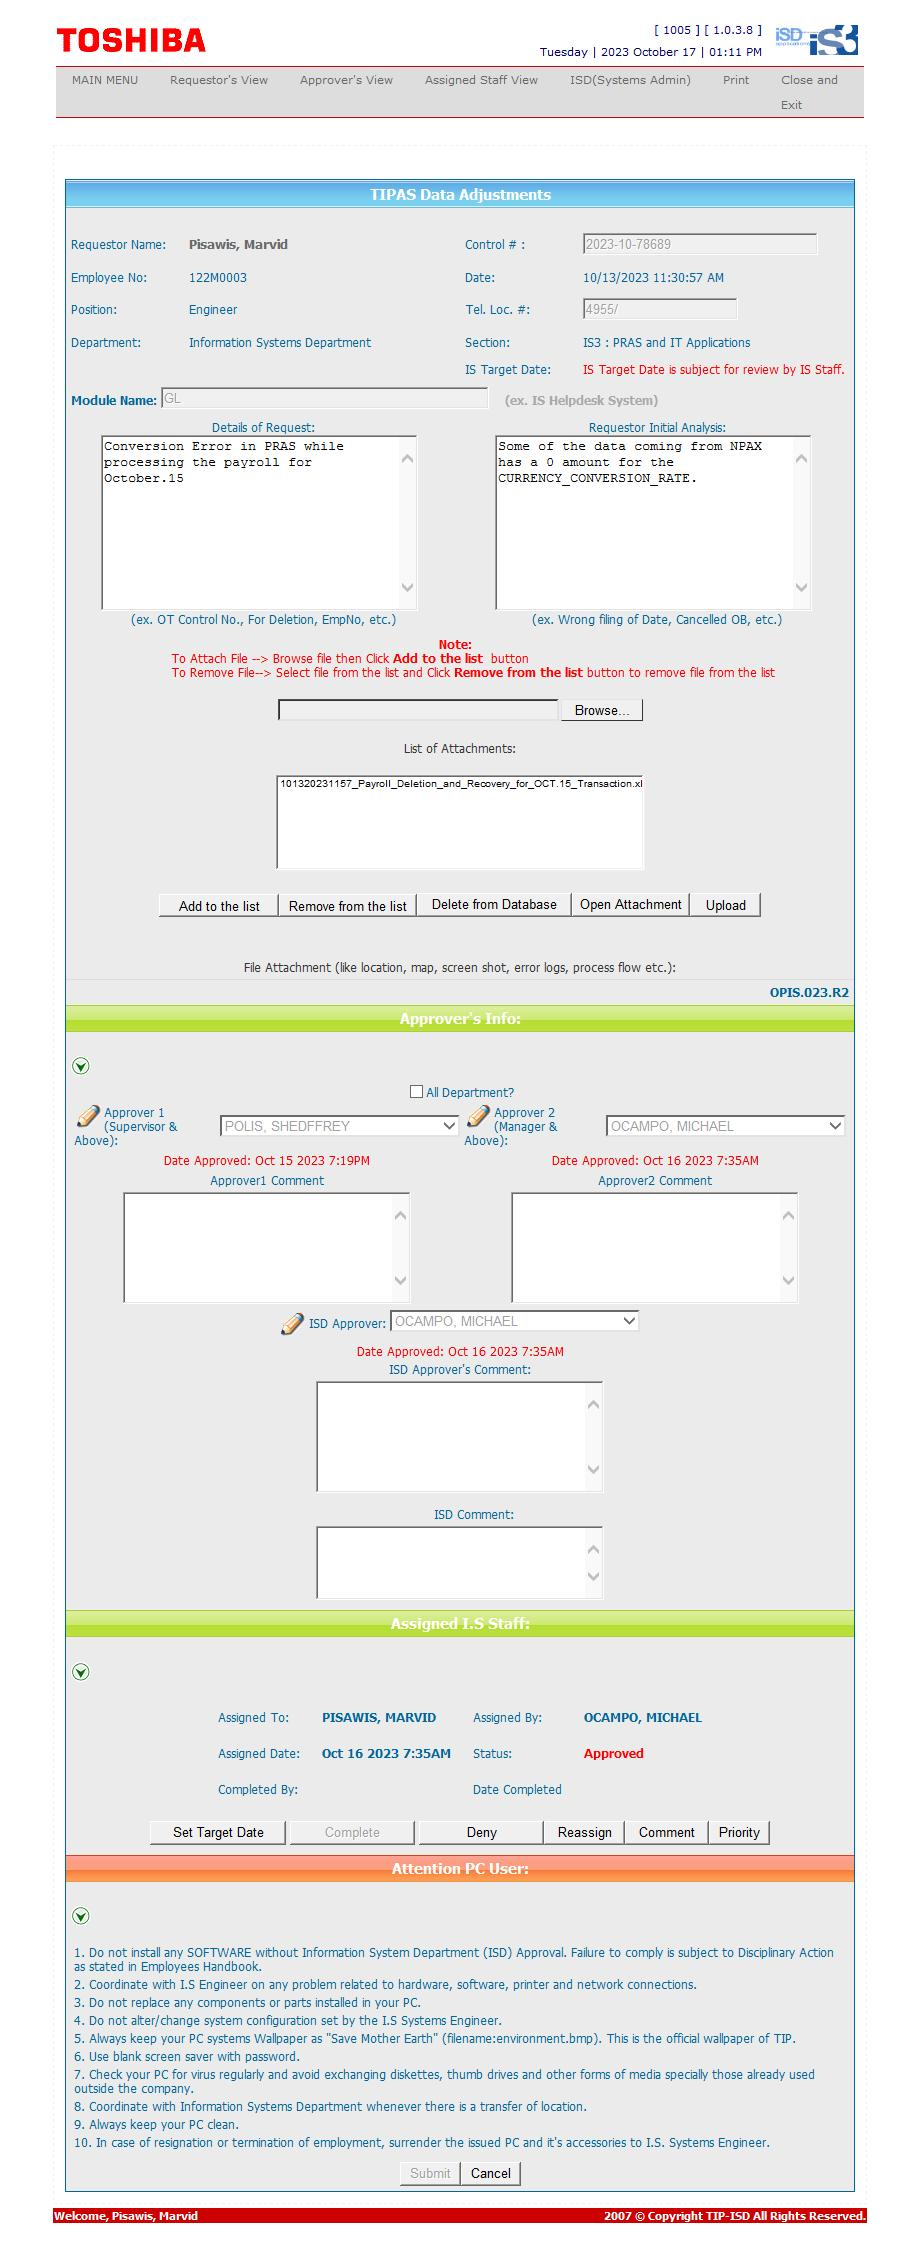 TOSHIBA
[ 1005 ] [ 1.0.3.8 ]
Tuesday | 2023 October 17 | 01:11 PM
MAIN MENU Requestor's View Approver's View Assigned Staff View ISD(Systems Admin) Print Close and
Exit
TIPAS Data Adjustments
Requestor Name: Pisawis, Marvid Control # : 2023-10-78689
Employee No: 122M0003 Date: 10/13/2023 11:30:57 AM
Position: Engineer Tel. Loc. #: 4955/
Department: Information Systems Department Section: IS3 : PRAS and IT Applications
IS Target Date: IS Target Date is subject for review by IS Staff.
Module Name: GL (ex. IS Helpdesk System)
Details of Request: Requestor Initial Analysis:
Conversion Error in PRAS while
processing the payroll for
October.15
Some of the data coming from NPAX
has a 0 amount for the
CURRENCY_CONVERSION_RATE.
(ex. OT Control No., For Deletion, EmpNo, etc.) (ex. Wrong filing of Date, Cancelled OB, etc.)
Note:
To Attach File --> Browse file then Click Add to the list button
To Remove File--> Select file from the list and Click Remove from the list button to remove file from the list
Browse...
List of Attachments:
101320231157_Payroll_Deletion_and_Recovery_for_OCT.15_Transaction.xl
Add to the list Remove from the list Delete from Database Open Attachment Upload
File Attachment (like location, map, screen shot, error logs, process flow etc.):
OPIS.023.R2
Approver's Info:
All Department?
Approver 1
(Supervisor &
Above):
POLIS, SHEDFFREY
Approver 2
(Manager &
Above):
OCAMPO, MICHAEL
Date Approved: Oct 15 2023 7:19PM Date Approved: Oct 16 2023 7:35AM
Approver1 Comment Approver2 Comment
ISD Approver: OCAMPO, MICHAEL
Date Approved: Oct 16 2023 7:35AM
ISD Approver's Comment:
ISD Comment:
Assigned I.S Staff:
Assigned To: PISAWIS, MARVID Assigned By: OCAMPO, MICHAEL
Assigned Date: Oct 16 2023 7:35AM Status: Approved
Completed By: Date Completed
Set Target Date Complete Deny Reassign Comment Priority
Attention PC User:
1. Do not install any SOFTWARE without Information System Department (ISD) Approval. Failure to comply is subject to Disciplinary Action
as stated in Employees Handbook.
2. Coordinate with I.S Engineer on any problem related to hardware, software, printer and network connections.
3. Do not replace any components or parts installed in your PC.
4. Do not alter/change system configuration set by the I.S Systems Engineer.
5. Always keep your PC systems Wallpaper as "Save Mother Earth" (filename:environment.bmp). This is the official wallpaper of TIP.
6. Use blank screen saver with password.
7. Check your PC for virus regularly and avoid exchanging diskettes, thumb drives and other forms of media specially those already used
outside the company.
8. Coordinate with Information Systems Department whenever there is a transfer of location.
9. Always keep your PC clean.
10. In case of resignation or termination of employment, surrender the issued PC and it's accessories to I.S. Systems Engineer.
Submit Cancel
Welcome, Pisawis, Marvid 2007 © Copyright TIP-ISD All Rights Reserved.